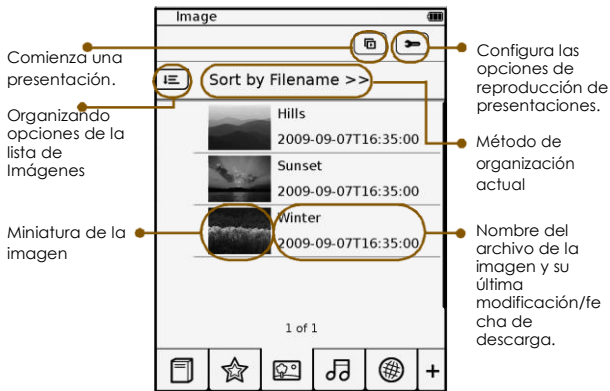 Image
Comienza una
presentación.
Organizando
opciones de la
lista de
Imágenes
Miniatura de la
imagen
Sort by Filename >>
Hills
2009-09-07T16:35:00
Sunset
2009-09-07T16:35:00
Winter
2009-09-07T16:35:00
1 of 1
+
Configura las
opciones de
reproducción de
presentaciones.
Método de
organización
actual
Nombre del
archivo de la
imagen y su
última
modificación/fe
cha de
descarga.